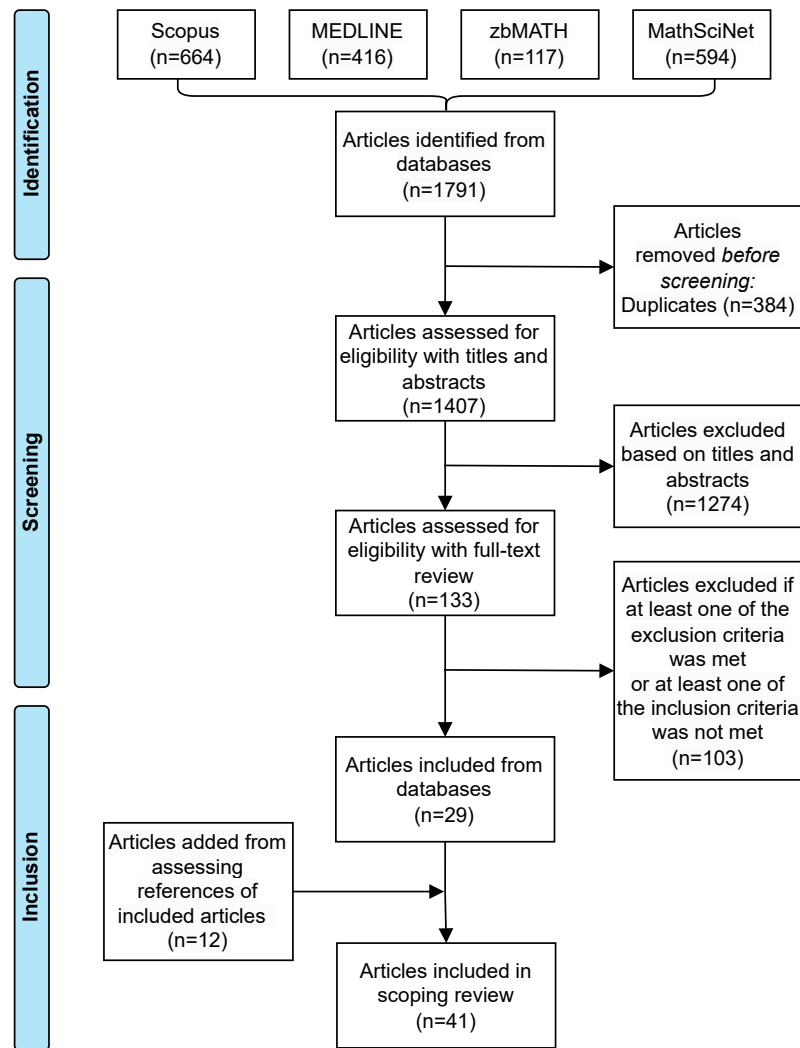 Scopus
(n=664)
MEDLINE
(n=416)
zbMATH
(n=117)
MathSciNet
(n=594)
Identification
Articles identified from
databases
(n=1791)
Articles
removed before
screening:
Duplicates (n=384)
Screening
Articles assessed for
eligibility with titles and
abstracts
(n=1407)
Articles excluded
based on titles and
abstracts
(n=1274)
Articles assessed for
eligibility with full-text
review
(n=133)
Articles excluded if
at least one of the
exclusion criteria
was met
or at least one of
the inclusion criteria
was not met
(n=103)
Inclusion
Articles included from
databases
(n=29)
Articles added from
assessing
references of
included articles
(n=12)
Articles included in
scoping review
(n=41)